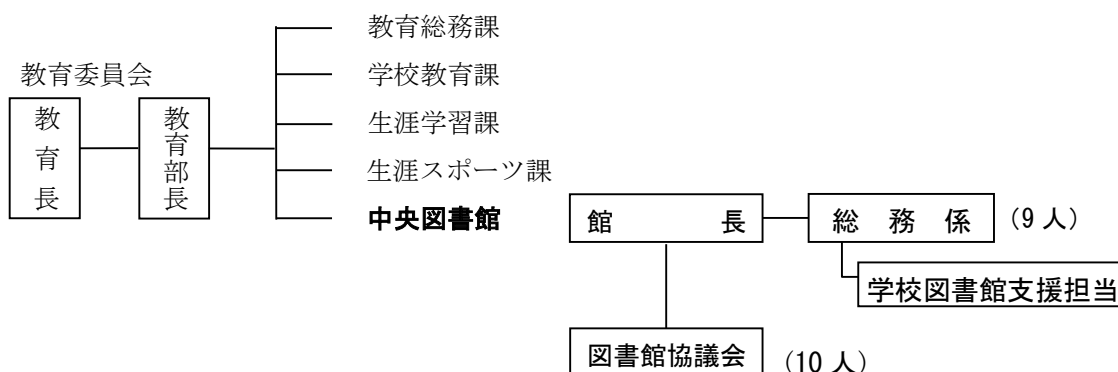 教育総務課
教育委員会
学校教育課
教育長
教育部長
生涯学習課
生涯スポーツ課
中央図書館
館長
総務係
（9 人）
学校図書館支援担当
図書館協議会
（10 人）